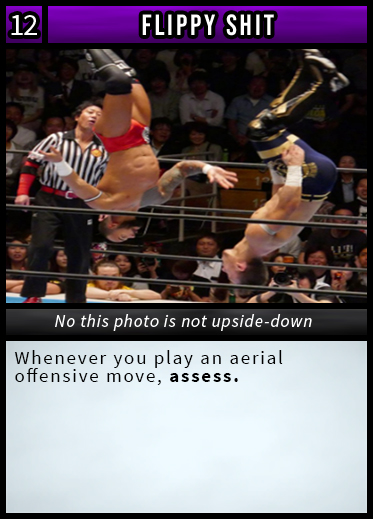 12
FLIPPY SHIT
No this photo is not upside-down
Whenever you play an aerial
offensive move, assess.